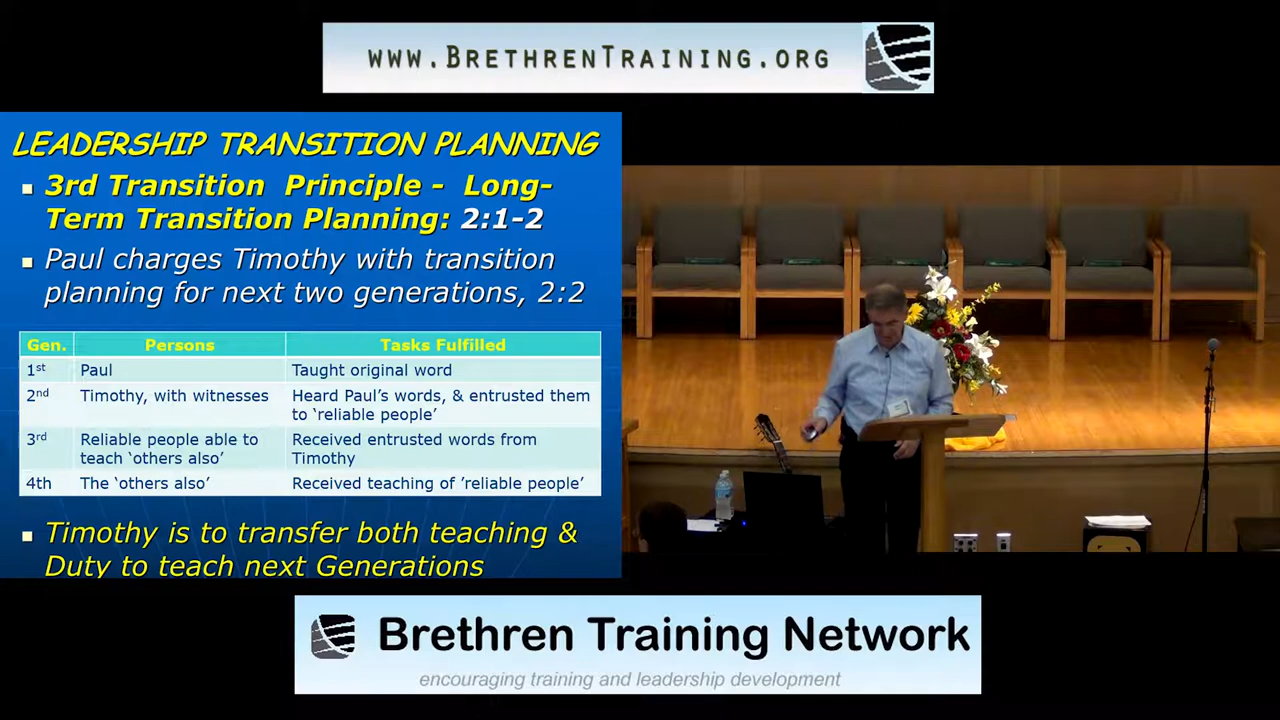 www.BrethrenTraining.org
LEADERSHIP TRANSITION PLANNING
3rd Transition Principle - Long-
Term Transition Planning: 2:1-2
Paul charges Timothy with transition
planning for next two generations, 2:2
Gen. Persons Tasks Fulfilled
1st Paul Taught original word
2nd Timothy, with witnesses Heard Paul's words, & entrusted them
to 'reliable people'
3rd Reliable people able to Received entrusted words from
teach 'others also' Timothy
4th The 'others also' Received teaching of 'reliable people'
Timothy is to transfer both teaching &
Duty to teach next Generations
Brethren Training Network
encouraging training and leadership development